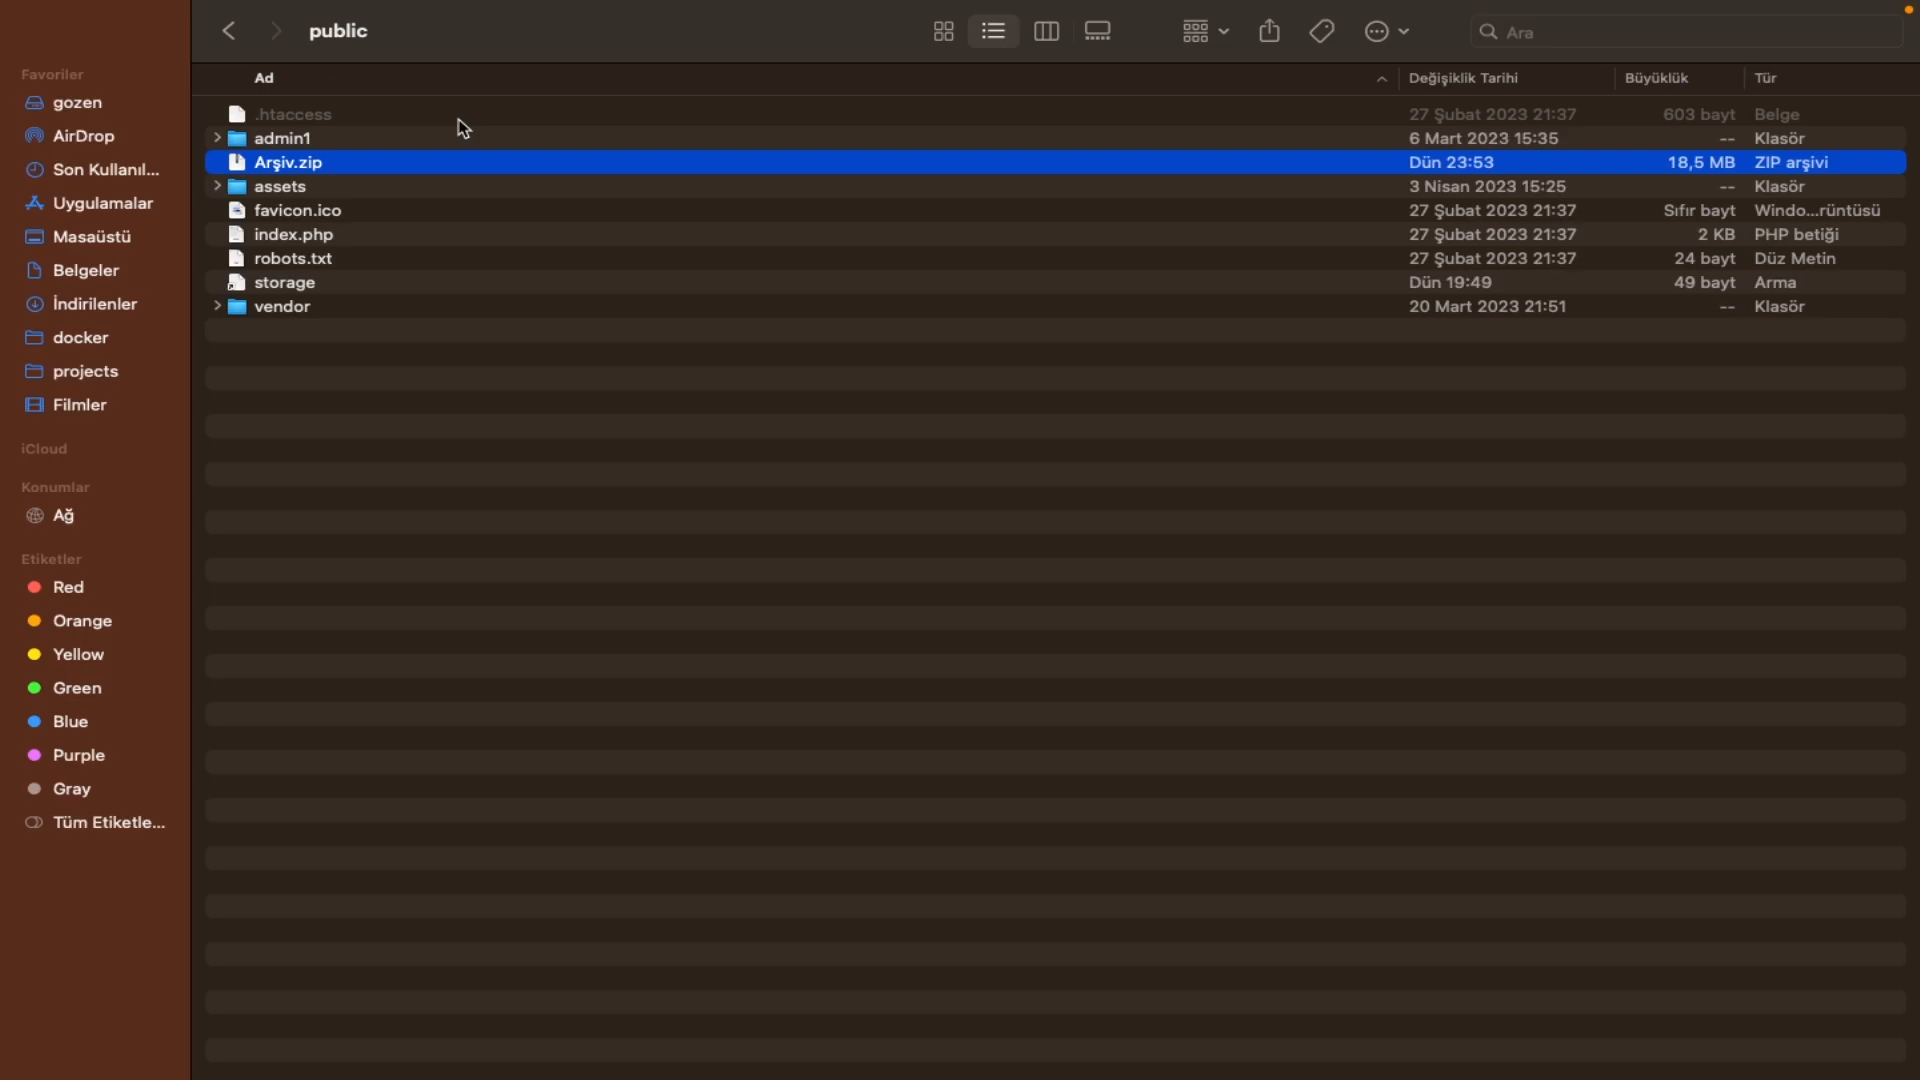 public
Ara
Favoriler
gozen
AirDrop
Son Kullanıl...
Uygulamalar
Masaüstü
Belgeler
İndirilenler
docker
projects
Filmler
iCloud
Konumlar
Ağ
Etiketler
Red
Orange
Yellow
Green
Blue
Purple
Gray
Tüm Etiketle...
Ad Değişiklik Tarihi Büyüklük Tür
.htaccess 27 Şubat 2023 21:37 603 bayt Belge
admin1 6 Mart 2023 15:35 -- Klasör
Arşiv.zip Dün 23:53 18,5 MB ZIP arşivi
assets 3 Nisan 2023 15:25 -- Klasör
favicon.ico 27 Şubat 2023 21:37 Sıfır bayt Windo...rüntüsü
index.php 27 Şubat 2023 21:37 2 KB PHP betiği
robots.txt 27 Şubat 2023 21:37 24 bayt Düz Metin
storage Dün 19:49 49 bayt Arma
vendor 20 Mart 2023 21:51 -- Klasör